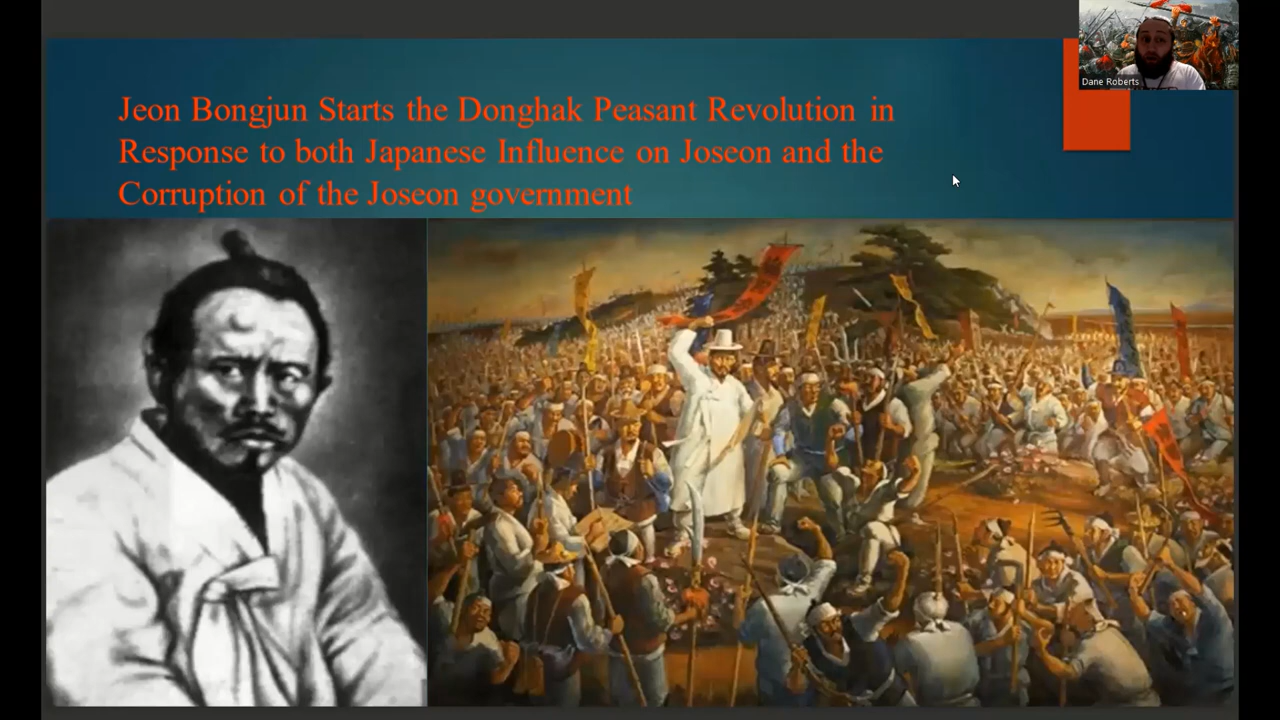 Jeon Bongjun Starts the Donghak Peasant Revolution in
Response to both Japanese Influence on Joseon and the
Corruption of the Joseon government
Dane Roberts